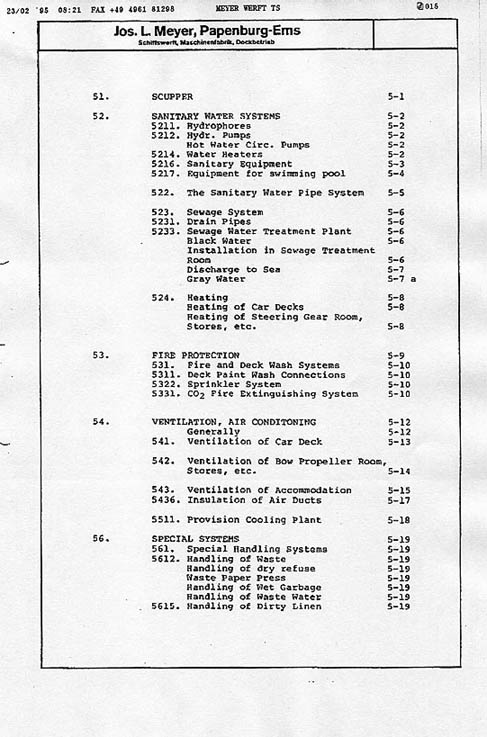 23/02 '95 08:21 FAX +49 4961 81298 MEYER WERFT TS 015
Jos. L. Meyer, Papenburg-Ems
Schiffswerft, Maschinenfabrik, Dockbetrieb
51. SCUPPER 5-1
52. SANITARY WATER SYSTEMS 5-2
5211. Hydrophores 5-2
5212. Hydr. Pumps 5-2
Hot Water Circ. Pumps 5-2
5214. Water Heaters 5-2
5216. Sanitary Equipment 5-3
5217. Equipment for swimming pool 5-4
522. The Sanitary Water Pipe System 5-5
523. Sewage System 5-6
5231. Drain Pipes 5-6
5233. Sewage Water Treatment Plant 5-6
Black Water 5-6
Installation in Sewage Treatment
Room 5-6
Discharge to Sea 5-7
Gray Water 5-7 a
524. Heating 5-8
Heating of Car Decks 5-8
Heating of Steering Gear Room,
Stores, etc. 5-8
53. FIRE PROTECTION 5-9
531. Fire and Deck Wash Systems 5-10
5311. Deck Paint Wash Connections 5-10
5322. Sprinkler System 5-10
5331. CO2 Fire Extinguishing System 5-10
54. VENTILATION, AIR CONDITONING 5-12
Generally 5-12
541. Ventilation of Car Deck 5-13
542. Ventilation of Bow Propeller Room,
Stores, etc. 5-14
543. Ventilation of Accommodation 5-15
5436. Insulation of Air Ducts 5-17
5511. Provision Cooling Plant 5-18
56. SPECIAL SYSTEMS 5-19
561. Special Handling Systems 5-19
5612. Handling of Waste 5-19
Handling of dry refuse 5-19
Waste Paper Press 5-19
Handling of Wet Garbage 5-19
Handling of Waste Water 5-19
5615. Handling of Dirty Linen 5-19